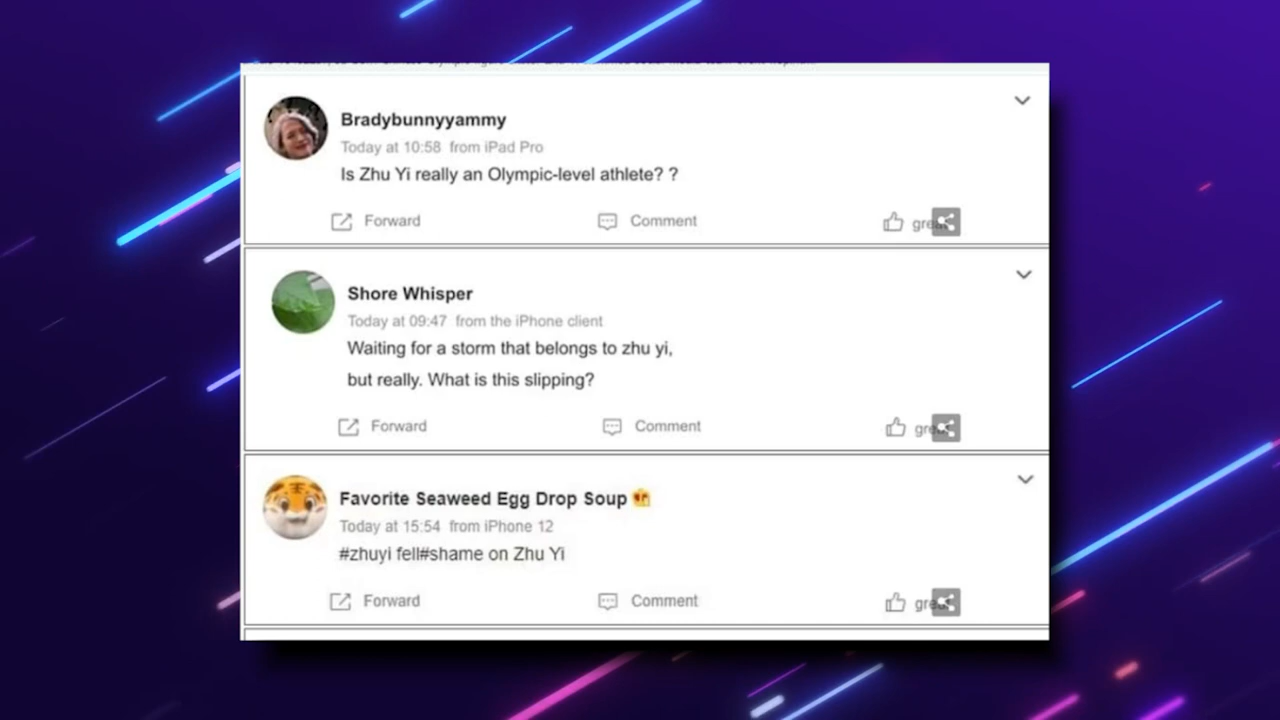 Bradybunnyyammy
Today at 10:58 from iPad Pro
Is Zhu Yi really an Olympic-level athlete? ?
Forward Comment
Shore Whisper
Today at 09:47 from the iPhone client
Waiting for a storm that belongs to zhu yi,
but really. What is this slipping?
Forward Comment
Favorite Seaweed Egg Drop Soup
Today at 15:54 from iPhone 12
#zhuyi fell#shame on Zhu Yi
Forward Comment